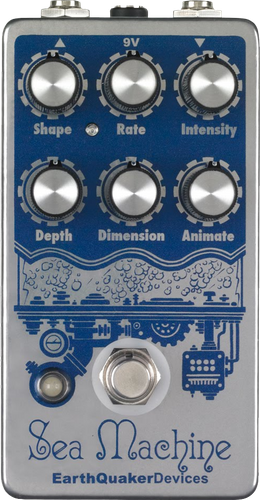 9V
Shape Rate Intensity
Depth Dimension Animate
Sea Machine
EarthQuakerDevices